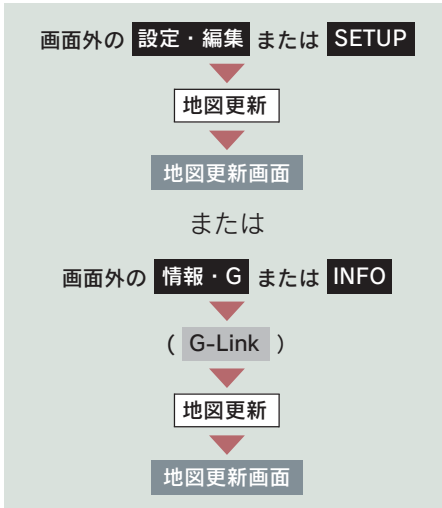 画面外の 設定・編集 または SETUP
地図更新
地図更新画面
または
画面外の 情報・G または INFO
( G-Link )
地図更新
地図更新画面